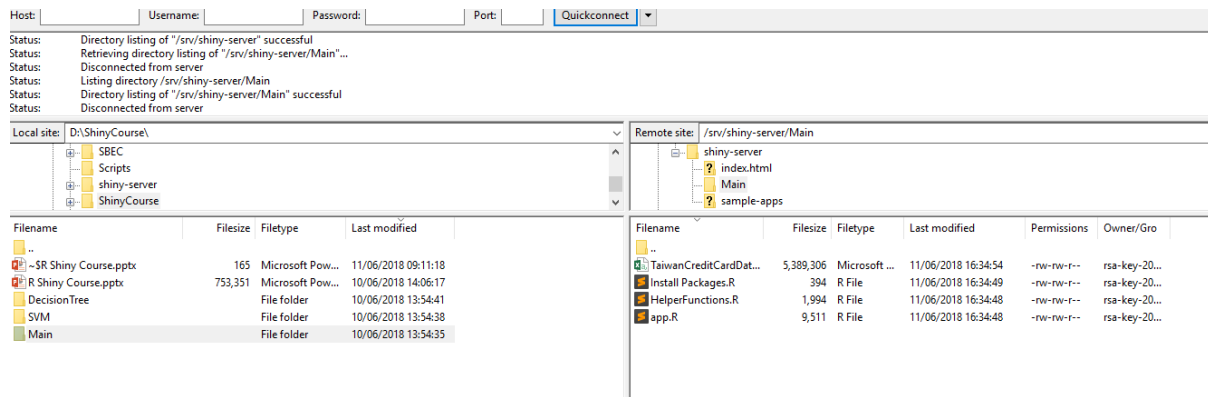 Host: Username: Password: Port: Quickconnect
Status: Directory listing of "/srv/shiny-server" successful
Status: Retrieving directory listing of "/srv/shiny-server/Main"...
Status: Disconnected from server
Status: Listing directory /srv/shiny-server/Main
Status: Directory listing of "/srv/shiny-server/Main" successful
Status: Disconnected from server
Local site: D:\ShinyCourse\
SBEC
Scripts
shiny-server
ShinyCourse
Filename Filesize Filetype Last modified
..
~$R Shiny Course.pptx 165 Microsoft Pow... 11/06/2018 09:11:18
R Shiny Course.pptx 753,351 Microsoft Pow... 10/06/2018 14:06:17
DecisionTree File folder 10/06/2018 13:54:41
SVM File folder 10/06/2018 13:54:38
Main File folder 10/06/2018 13:54:35
Remote site: /srv/shiny-server/Main
shiny-server
? index.html
Main
? sample-apps
Filename Filesize Filetype Last modified Permissions Owner/Gro
..
TaiwanCreditCardDat... 5,389,306 Microsoft ... 11/06/2018 16:34:54 -rw-rw-r-- rsa-key-20...
Install Packages.R 394 R File 11/06/2018 16:34:49 -rw-rw-r-- rsa-key-20...
HelperFunctions.R 1,994 R File 11/06/2018 16:34:48 -rw-rw-r-- rsa-key-20...
app.R 9,511 R File 11/06/2018 16:34:48 -rw-rw-r-- rsa-key-20...